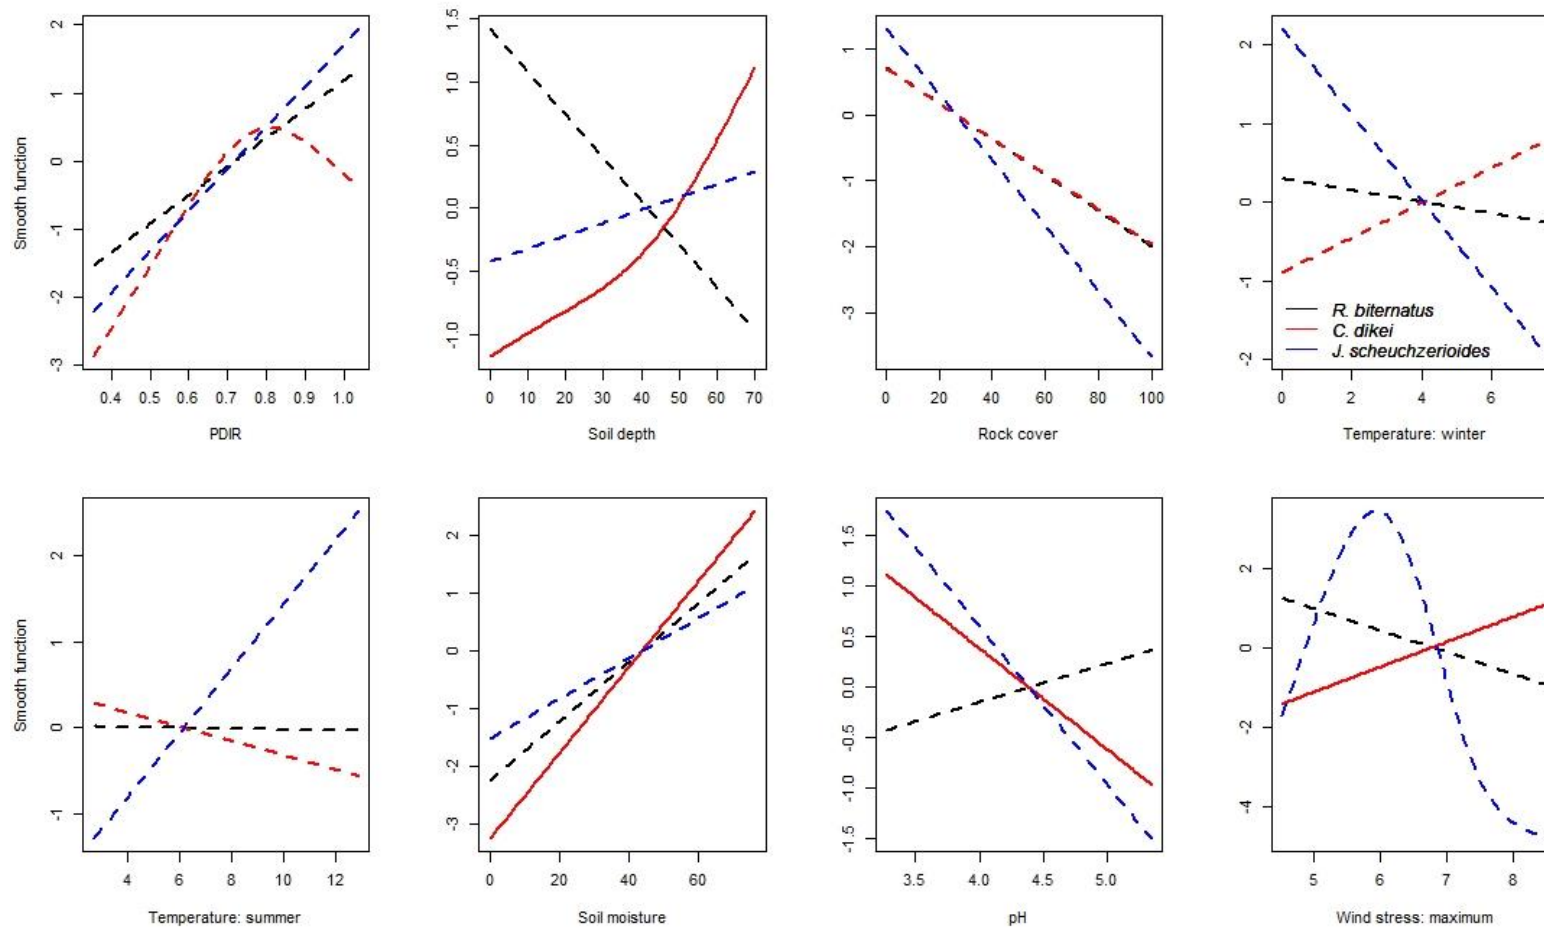 Smooth function
2
1
0
-1
-2
-3
0.4 0.5 0.6 0.7 0.8 0.9 1.0
PDIR
1.5
1.0
0.5
0.0
-0.5
-1.0
0 10 20 30 40 50 60 70
Soil depth
1
0
-1
-2
-3
0 20 40 60 80 100
Rock cover
2
1
0
-1
-2
R. biternatus
C. dikei
J. scheuchzerioides
0 2 4 6
Temperature: winter
Smooth function
2
1
0
-1
4 6 8 10 12
Temperature: summer
2
1
0
-1
-2
-3
0 20 40 60
Soil moisture
1.5
1.0
0.5
0.0
-0.5
-1.0
-1.5
3.5 4.0 4.5 5.0
pH
2
0
-2
-4
5 6 7 8
Wind stress: maximum